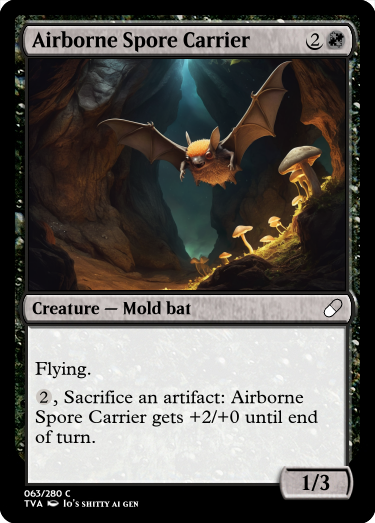 Airborne Spore Carrier 2
Creature — Mold bat
Flying.
2, Sacrifice an artifact: Airborne
Spore Carrier gets +2/+0 until end
of turn.
1/3
063/280 C
TVA Io's shitty AI gen